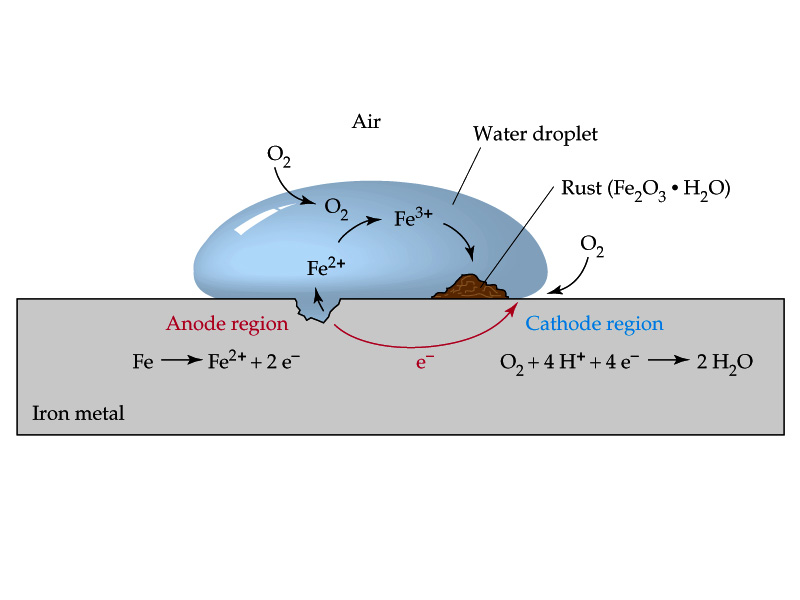 Air
Water droplet
O₂
Rust (Fe₂O₃ • H₂O)
O₂
Fe³⁺
O₂
Fe²⁺
Anode region
Cathode region
Fe ⟶ Fe²⁺ + 2 e⁻
e⁻
O₂ + 4 H⁺ + 4 e⁻ ⟶ 2 H₂O
Iron metal